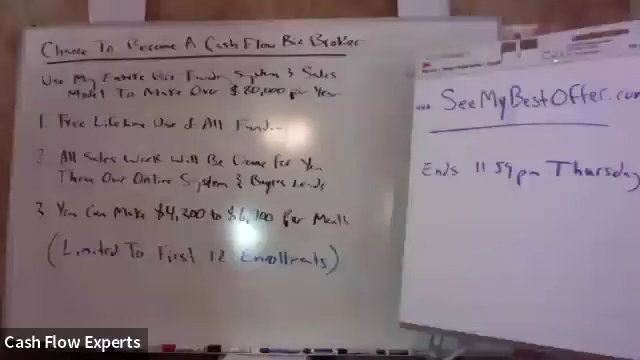 Chance To Become A Cash Flow Biz Broker
Use My Entire Biz Funding System & Sales
Model To Make Over $80,000 per Year
1. Free Lifetime Use of All
2. All Sales Work Will Be Done For You
Then Our Online System & Buyers Leads
3. You Can Make $4,300 to $6,700 Per Month
(Limited To First 12 Enrollments)
SeeMyBestOffer.com
Ends 11 59pm Thursday
Cash Flow Experts